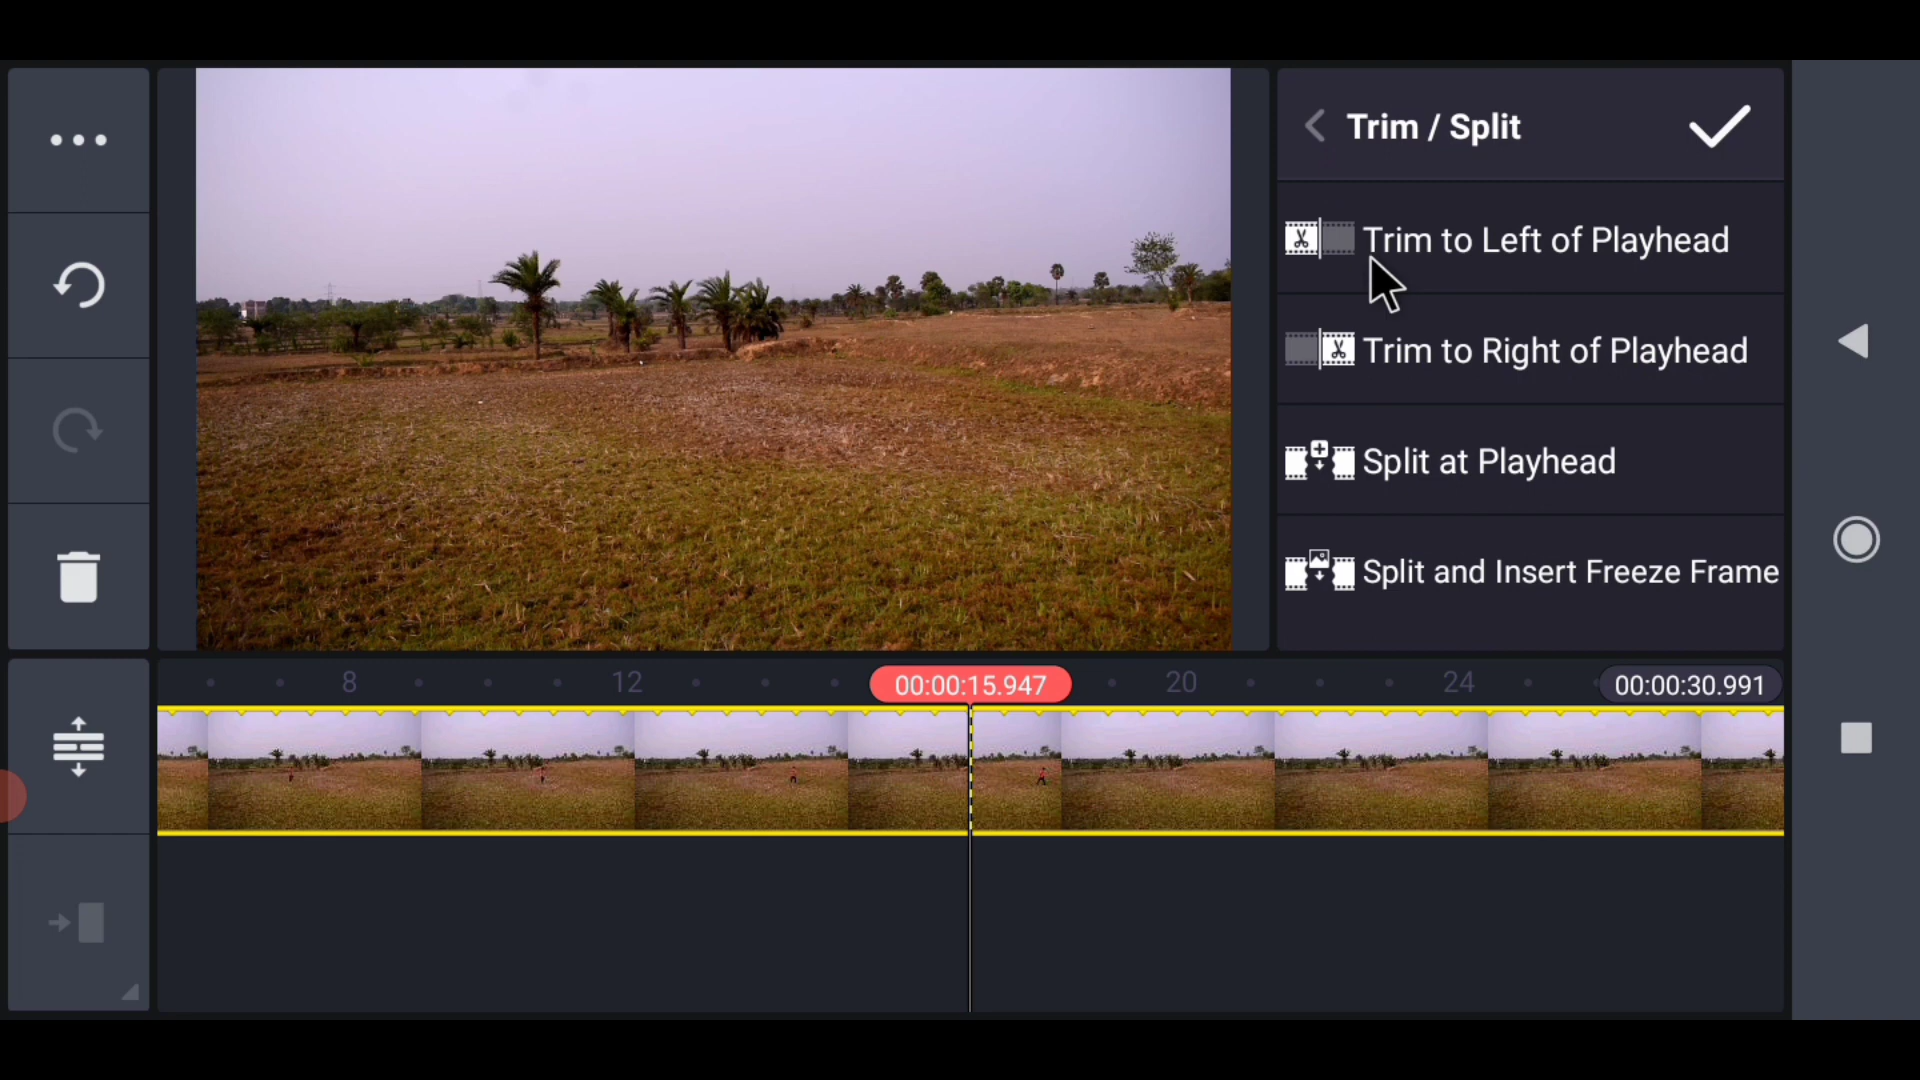 Trim / Split
Trim to Left of Playhead
Trim to Right of Playhead
Split at Playhead
Split and Insert Freeze Frame
8 12 00:00:15.947 20 24 00:00:30.991